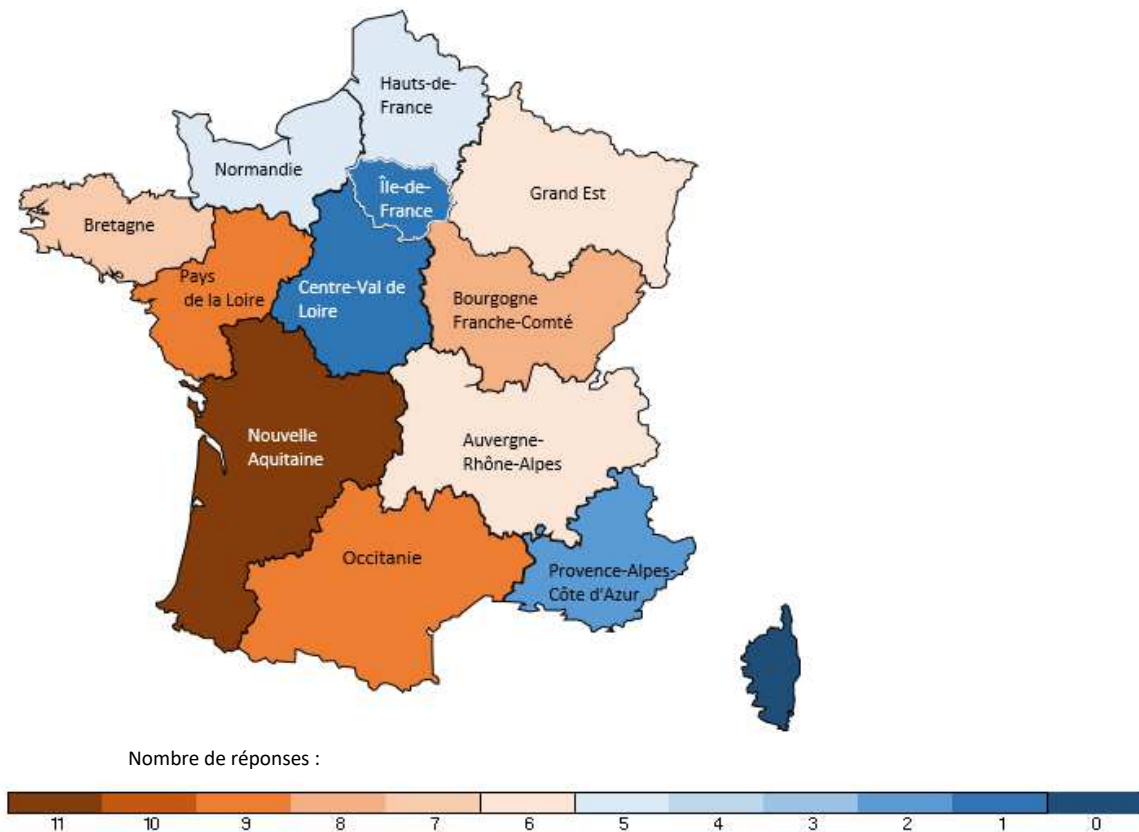 Hauts-de-
France
Normandie
Île-de-
France
Grand Est
Bretagne
Pays
de la Loire
Centre-Val de
Loire
Bourgogne
Franche-Comté
Nouvelle
Aquitaine
Auvergne-
Rhône-Alpes
Occitanie
Provence-Alpes-
Côte d'Azur
Nombre de réponses :
11 10 9 8 7 6 5 4 3 2 1 0